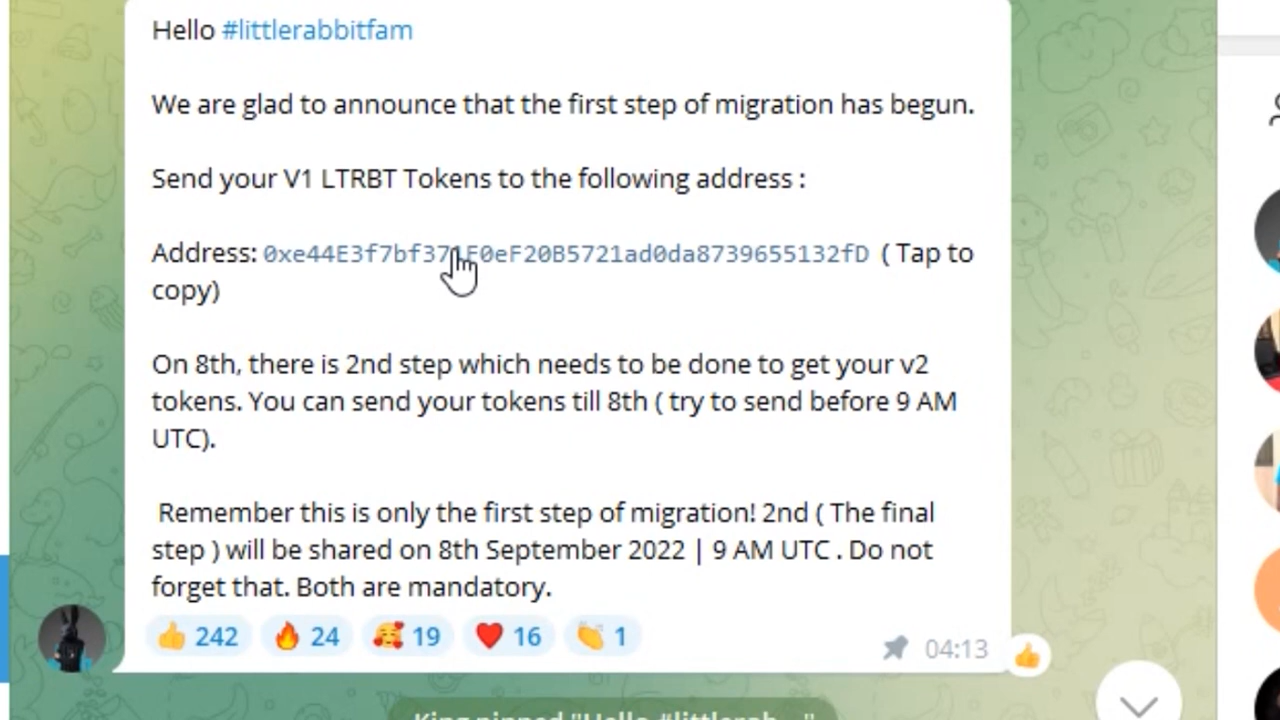 Hello #littlerabbitfam
We are glad to announce that the first step of migration has begun.
Send your V1 LTRBT Tokens to the following address :
Address: 0xe44E3f7bf371E0eF20B5721ad0da8739655132fD ( Tap to
copy)
On 8th, there is 2nd step which needs to be done to get your v2
tokens. You can send your tokens till 8th ( try to send before 9 AM
UTC).
Remember this is only the first step of migration! 2nd ( The final
step ) will be shared on 8th September 2022 | 9 AM UTC . Do not
forget that. Both are mandatory.
242 24 19 16 1
04:13
King pinned "Hello #littlerab..."